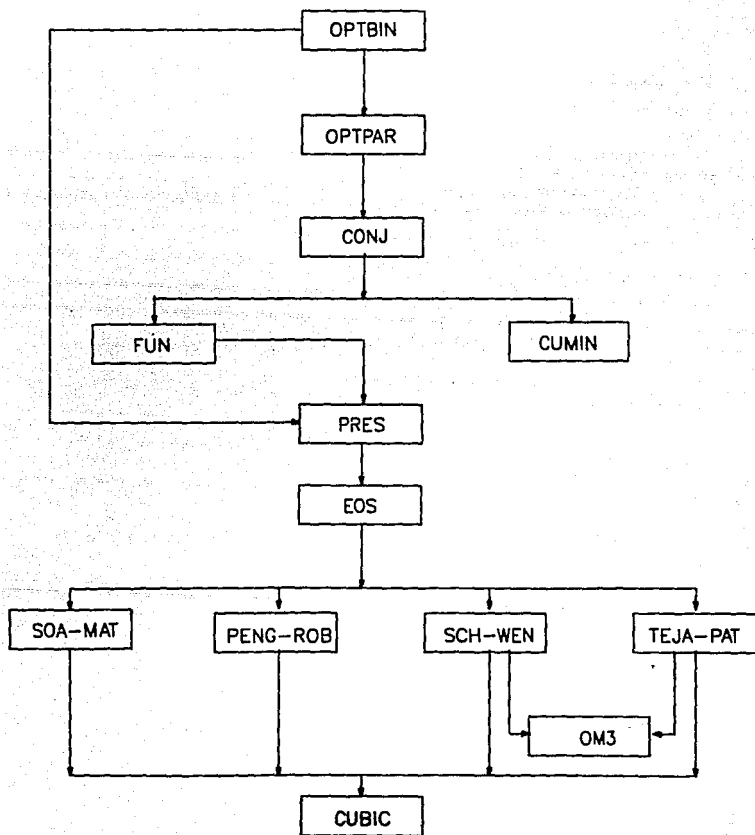 OPTBIN
OPTPAR
CONJ
FUN
CUMIN
PRES
EOS
SOA-MAT
PENG-ROB
SCH-WEN
TEJA-PAT
OM3
CUBIC